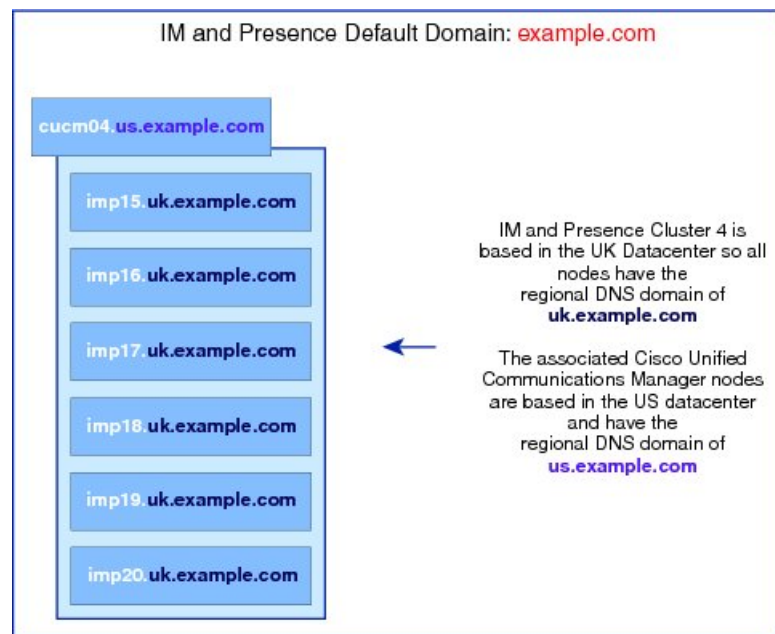 IM and Presence Default Domain: example.com
cucm04.us.example.com
imp15.uk.example.com
imp16.uk.example.com
imp17.uk.example.com
imp18.uk.example.com
imp19.uk.example.com
imp20.uk.example.com
IM and Presence Cluster 4 is
based in the UK Datacenter so all
nodes have the
regional DNS domain of
uk.example.com
The associated Cisco Unified
Communications Manager nodes
are based in the US datacenter
and have the
regional DNS domain of
us.example.com